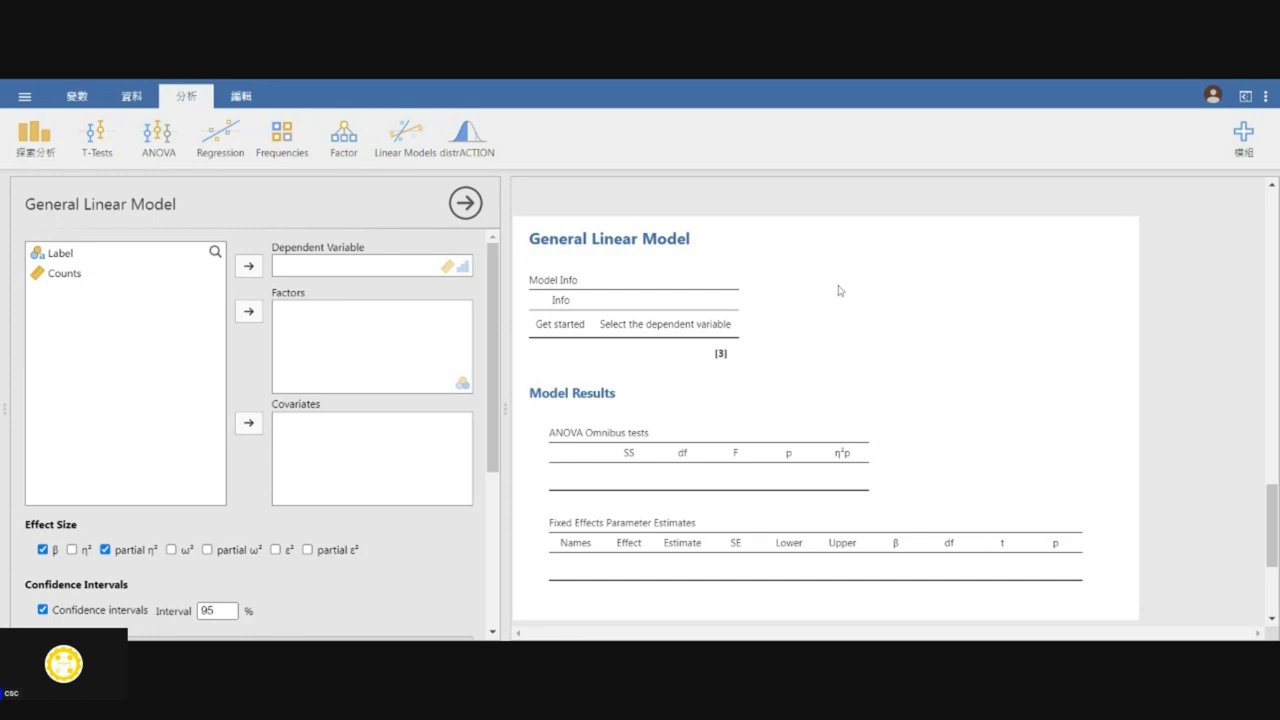 變數 資料 分析 編輯
探索分析 T-Tests ANOVA Regression Frequencies Factor Linear Models distrACTION 模組
General Linear Model
Label
Counts
Dependent Variable
Factors
Covariates
Effect Size
β η² partial η² ω² partial ω² ε² partial ε²
Confidence Intervals
Confidence intervals Interval 95 %
General Linear Model
Model Info
Info
Get started Select the dependent variable
[3]
Model Results
ANOVA Omnibus tests
SS df F p η²p
Fixed Effects Parameter Estimates
Names Effect Estimate SE Lower Upper β df t p
csc